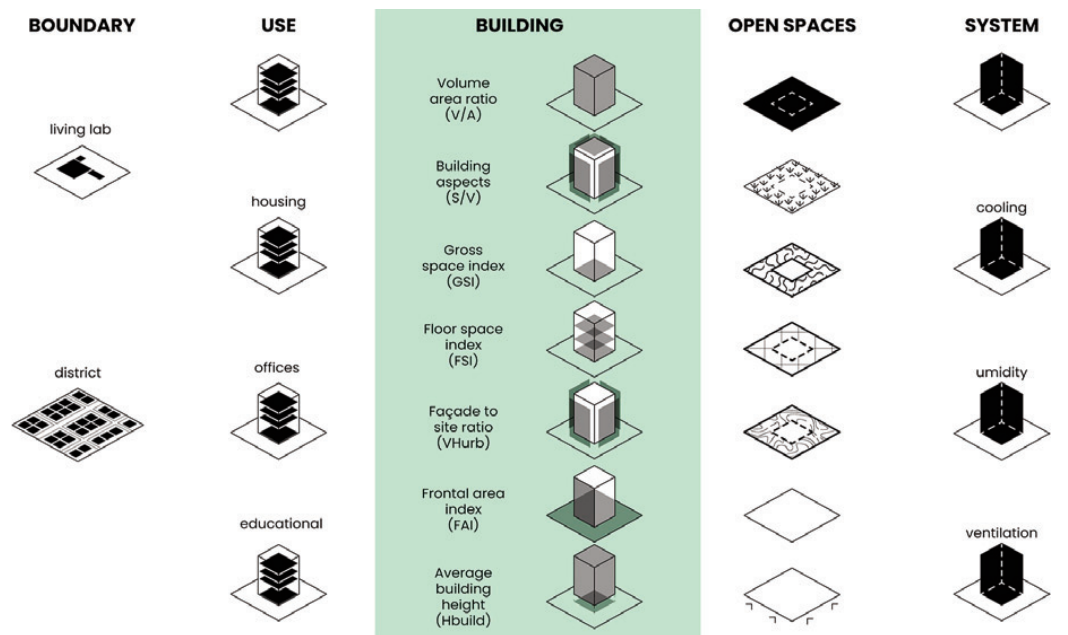 BOUNDARY
USE
BUILDING
OPEN SPACES
SYSTEM
living lab
district
housing
offices
educational
Volume
area ratio
(V/A)
Building
aspects
(S/V)
Gross
space index
(GSI)
Floor space
index
(FSI)
Façade to
site ratio
(VHurb)
Frontal area
index
(FAI)
Average
building
height
(Hbuild)
cooling
umidity
ventilation